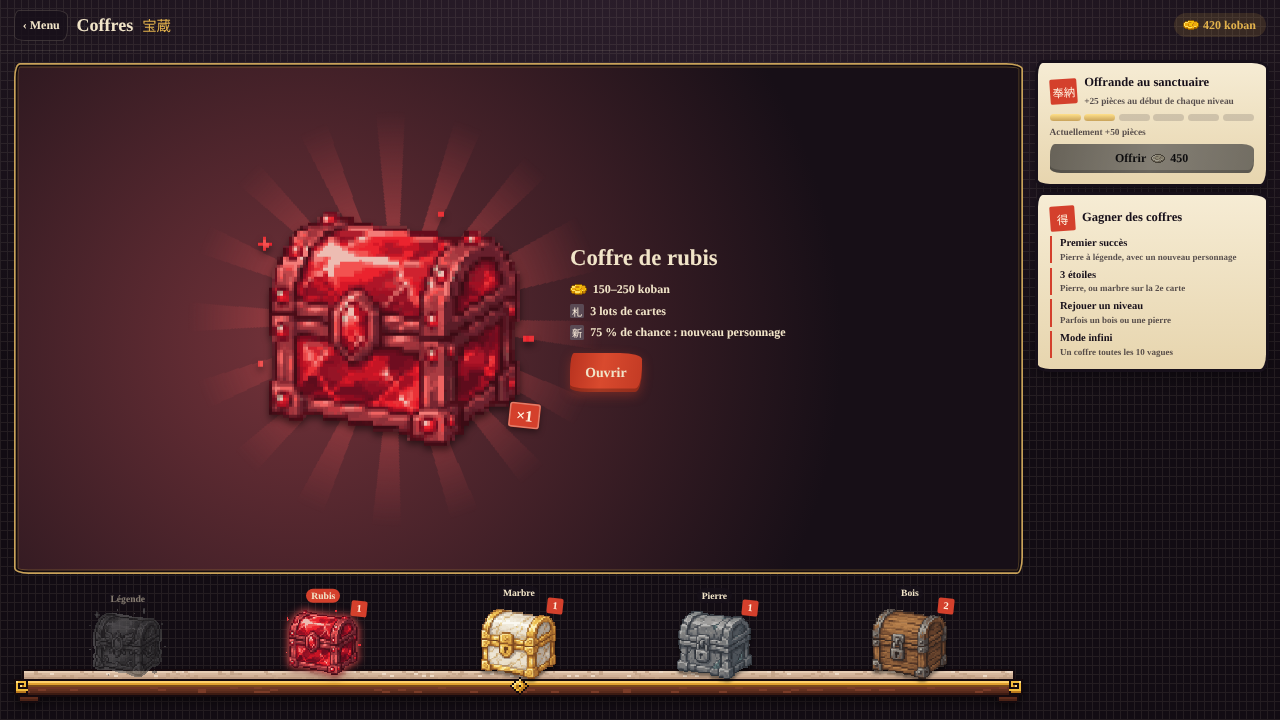 ‹ Menu
Coffres 宝蔵
420 koban
Coffre de rubis
150–250 koban
札 3 lots de cartes
新 75 % de chance : nouveau personnage
Ouvrir
×1
奉納
Offrande au sanctuaire
+25 pièces au début de chaque niveau
Actuellement +50 pièces
Offrir 450
得 Gagner des coffres
Premier succès
Pierre à légende, avec un nouveau personnage
3 étoiles
Pierre, ou marbre sur la 2e carte
Rejouer un niveau
Parfois un bois ou une pierre
Mode infini
Un coffre toutes les 10 vagues
Légende
Rubis
1
Marbre
1
Pierre
1
Bois
2